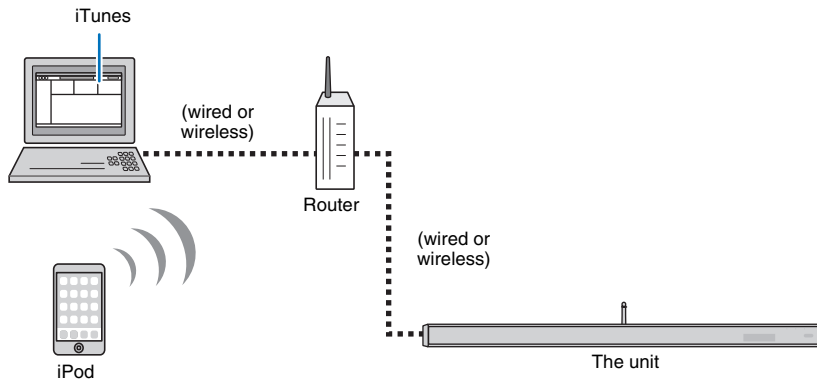 iTunes
(wired or
wireless)
Router
(wired or
wireless)
The unit
iPod